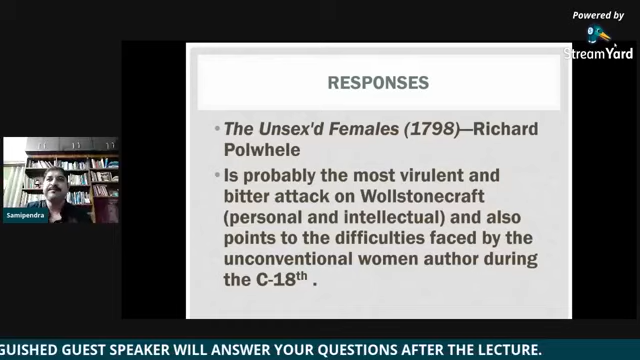 Powered by
StreamYard
RESPONSES
• The Unsex'd Females (1798)—Richard
Polwhele
• Is probably the most virulent and
bitter attack on Wollstonecraft
(personal and intellectual) and also
points to the difficulties faced by the
unconventional women author during
the C-18th .
Samipendra
GUISHED GUEST SPEAKER WILL ANSWER YOUR QUESTIONS AFTER THE LECTURE.